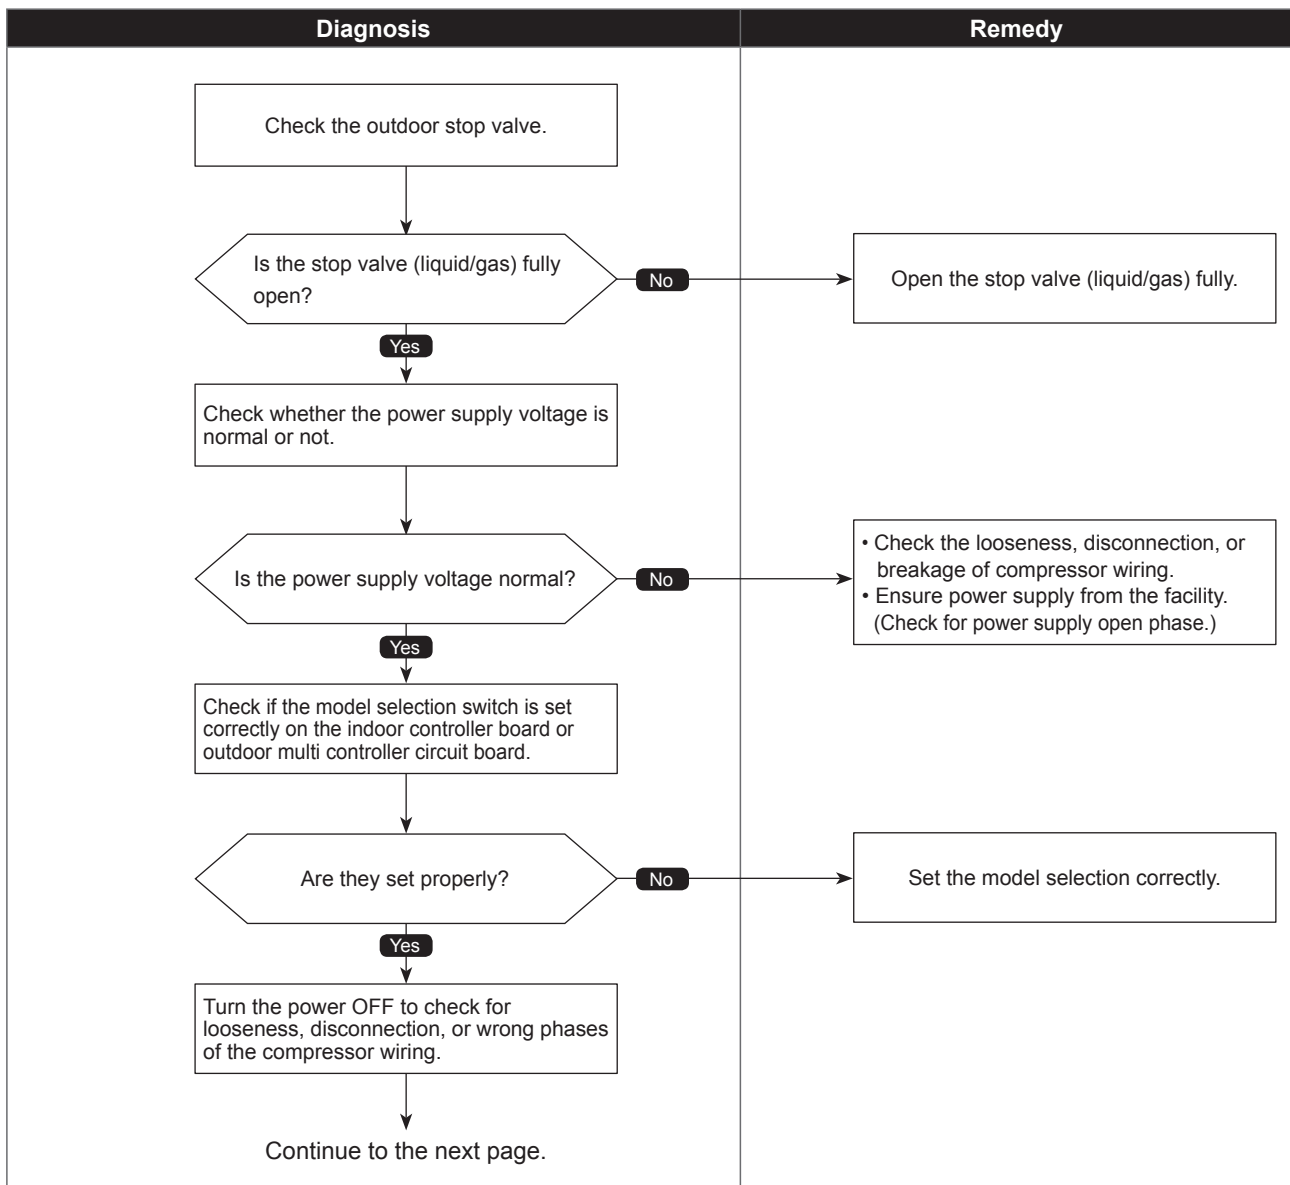 Diagnosis
Remedy
Check the outdoor stop valve.
Is the stop valve (liquid/gas) fully
open?
No
Open the stop valve (liquid/gas) fully.
Yes
Check whether the power supply voltage is
normal or not.
Is the power supply voltage normal?
No
• Check the looseness, disconnection, or
breakage of compressor wiring.
• Ensure power supply from the facility.
(Check for power supply open phase.)
Yes
Check if the model selection switch is set
correctly on the indoor controller board or
outdoor multi controller circuit board.
Are they set properly?
No
Set the model selection correctly.
Yes
Turn the power OFF to check for
looseness, disconnection, or wrong phases
of the compressor wiring.
Continue to the next page.